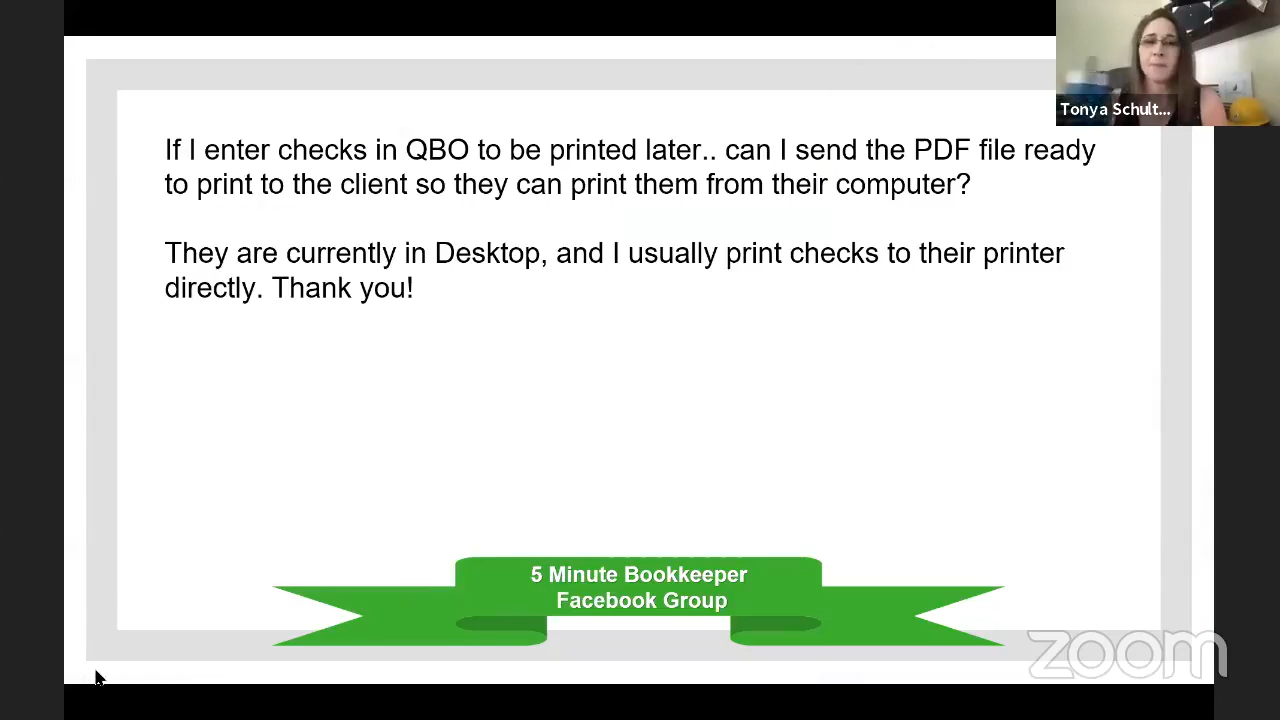 Tonya Schult...
If I enter checks in QBO to be printed later.. can I send the PDF file ready
to print to the client so they can print them from their computer?
They are currently in Desktop, and I usually print checks to their printer
directly. Thank you!
5 Minute Bookkeeper
Facebook Group
zoom